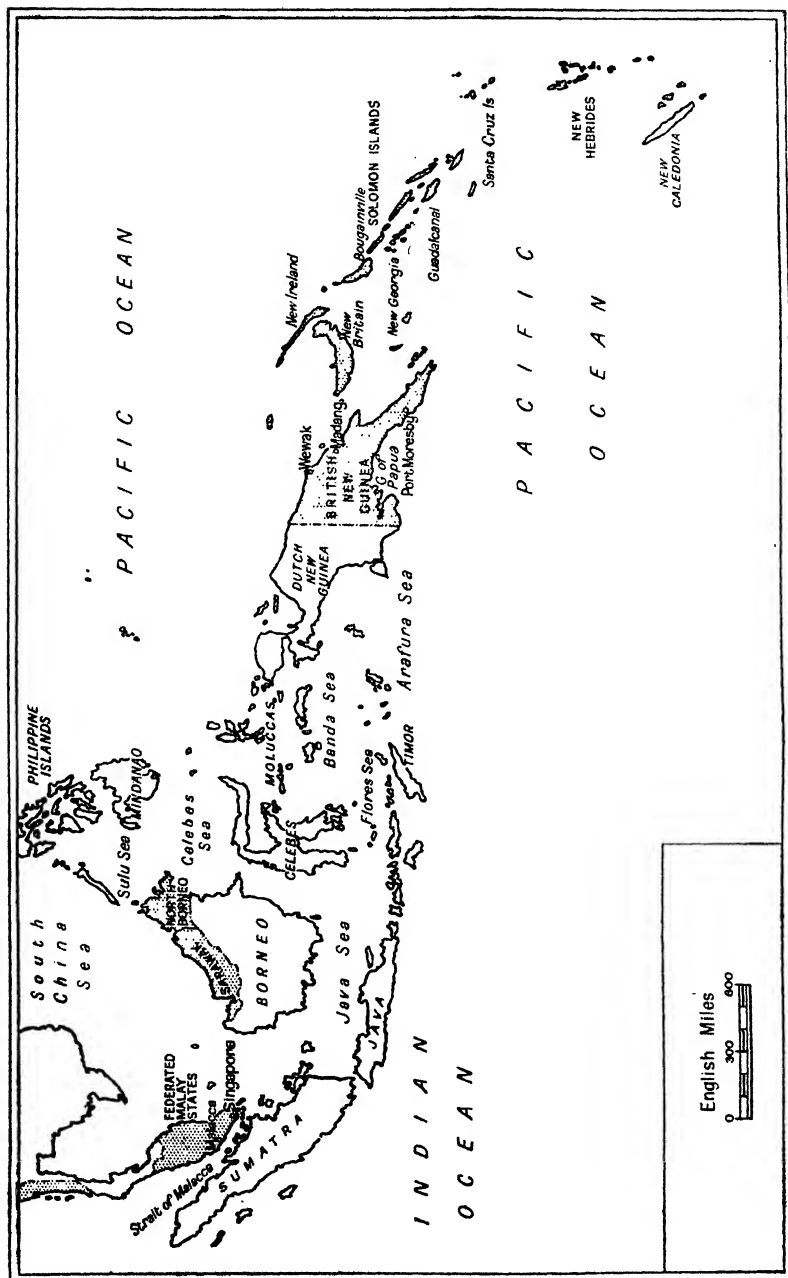 PHILIPPINE
ISLANDS
South
China
Sea
Sulu Sea
MINDANAO
PACIFIC OCEAN
FEDERATED
MALAY
STATES
Malacca
Singapore
Strait of Malacca
SUMATRA
NORTH
BORNEO
SARAWAK
BORNEO
Celebes
Sea
CELEBES
MOLUCCAS
Banda Sea
Java Sea
JAVA
Flores Sea
TIMOR
Arafura Sea
DUTCH
NEW
GUINEA
BRITISH
NEW
GUINEA
Wewak
Madang
G of
Papua
Port Moresby
New Ireland
New
Britain
Bougainville
SOLOMON ISLANDS
New Georgia
Guadalcanal
Santa Cruz Is
NEW
HEBRIDES
NEW
CALEDONIA
INDIAN
OCEAN
PACIFIC
OCEAN
English Miles
0 300 600